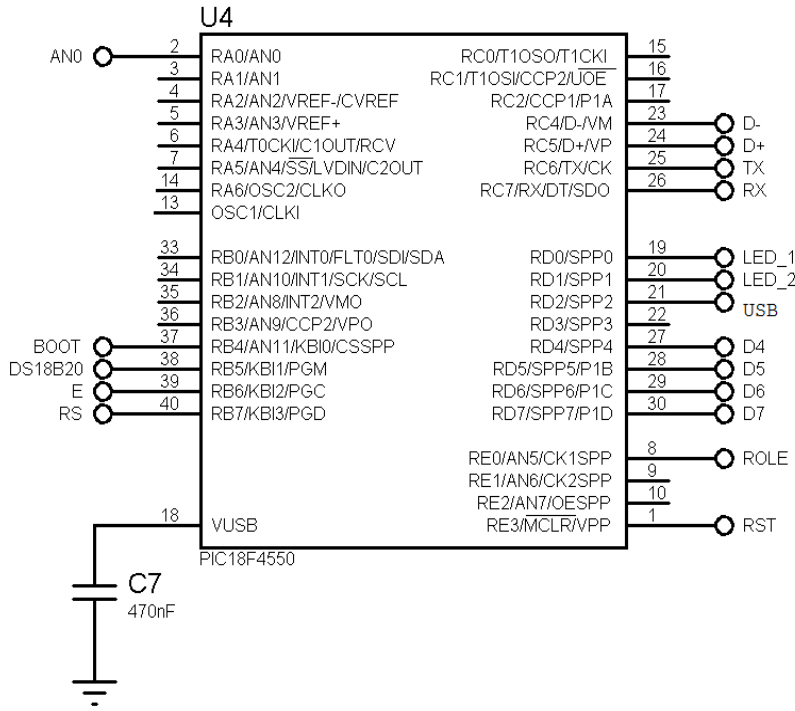 U4
AN0 2 RA0/AN0 RC0/T1OSO/T1CKI 15
3 RA1/AN1 RC1/T1OSI/CCP2/UOE 16
4 RA2/AN2/VREF-/CVREF RC2/CCP1/P1A 17
5 RA3/AN3/VREF+ RC4/D-/VM 23 D-
6 RA4/T0CKI/C1OUT/RCV RC5/D+/VP 24 D+
7 RA5/AN4/SS/LVDIN/C2OUT RC6/TX/CK 25 TX
14 RA6/OSC2/CLKO RC7/RX/DT/SDO 26 RX
13 OSC1/CLKI
33 RB0/AN12/INT0/FLT0/SDI/SDA RD0/SPP0 19 LED_1
34 RB1/AN10/INT1/SCK/SCL RD1/SPP1 20 LED_2
35 RB2/AN8/INT2/VMO RD2/SPP2 21 USB
36 RB3/AN9/CCP2/VPO RD3/SPP3 22
BOOT 37 RB4/AN11/KBI0/CSSPP RD4/SPP4 27 D4
DS18B20 38 RB5/KBI1/PGM RD5/SPP5/P1B 28 D5
E 39 RB6/KBI2/PGC RD6/SPP6/P1C 29 D6
RS 40 RB7/KBI3/PGD RD7/SPP7/P1D 30 D7
RE0/AN5/CK1SPP 8 ROLE
RE1/AN6/CK2SPP 9
RE2/AN7/OESPP 10
18 VUSB RE3/MCLR/VPP 1 RST
PIC18F4550
C7
470nF